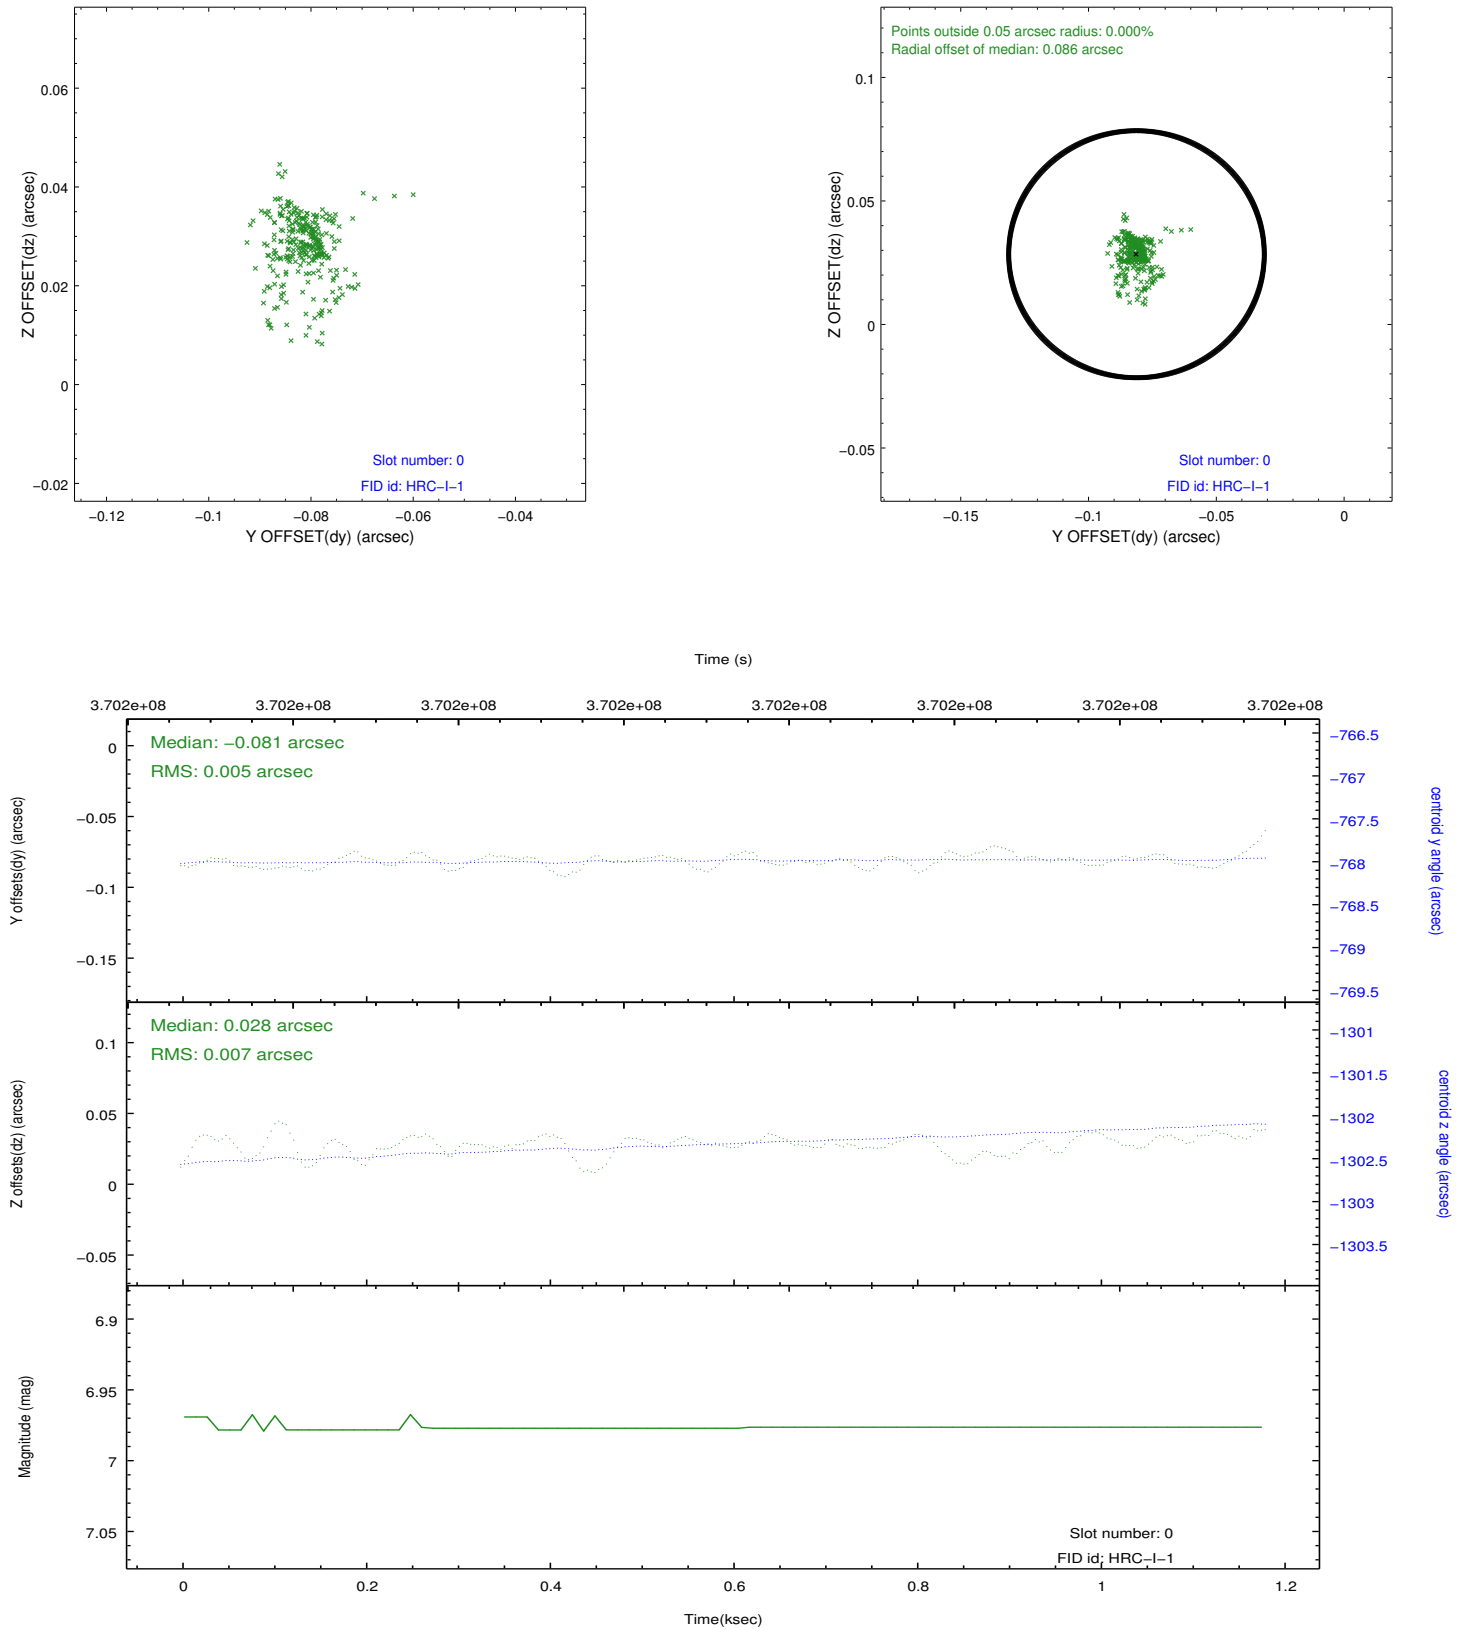 0.06
0.04
0.02
0
−0.02
Z OFFSET(dz) (arcsec)
Slot number: 0
FID id: HRC−I−1
−0.12 −0.1 −0.08 −0.06 −0.04
Y OFFSET(dy) (arcsec)
Points outside 0.05 arcsec radius: 0.000%
Radial offset of median: 0.086 arcsec
0.1
0.05
0
−0.05
Z OFFSET(dz) (arcsec)
Slot number: 0
FID id: HRC−I−1
−0.15 −0.1 −0.05 0
Y OFFSET(dy) (arcsec)
Time (s)
3.702e+08 3.702e+08 3.702e+08 3.702e+08 3.702e+08 3.702e+08 3.702e+08 3.702e+08
Median: −0.081 arcsec
RMS: 0.005 arcsec
0
−0.05
−0.1
−0.15
Y offsets(dy) (arcsec)
−766.5
−767
−767.5
−768
−768.5
−769
−769.5
centroid y angle (arcsec)
Median: 0.028 arcsec
RMS: 0.007 arcsec
0.1
0.05
0
−0.05
Z offsets(dz) (arcsec)
−1301
−1301.5
−1302
−1302.5
−1303
−1303.5
centroid z angle (arcsec)
6.9
6.95
7
7.05
Magnitude (mag)
Slot number: 0
FID id: HRC−I−1
0 0.2 0.4 0.6 0.8 1 1.2
Time(ksec)